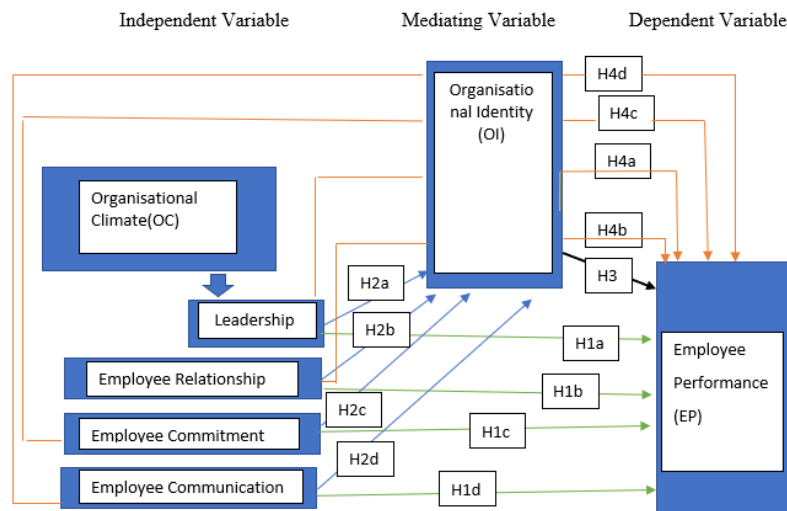 Independent Variable
Mediating Variable
Dependent Variable
Organisatio
nal Identity
(OI)
H4d
H4c
H4a
H4b
H3
Organisational
Climate(OC)
Leadership
H2a
H2b
H1a
Employee Relationship
H2c
H1b
Employee Commitment
H2d
H1c
Employee Communication
H1d
Employee
Performance
(EP)